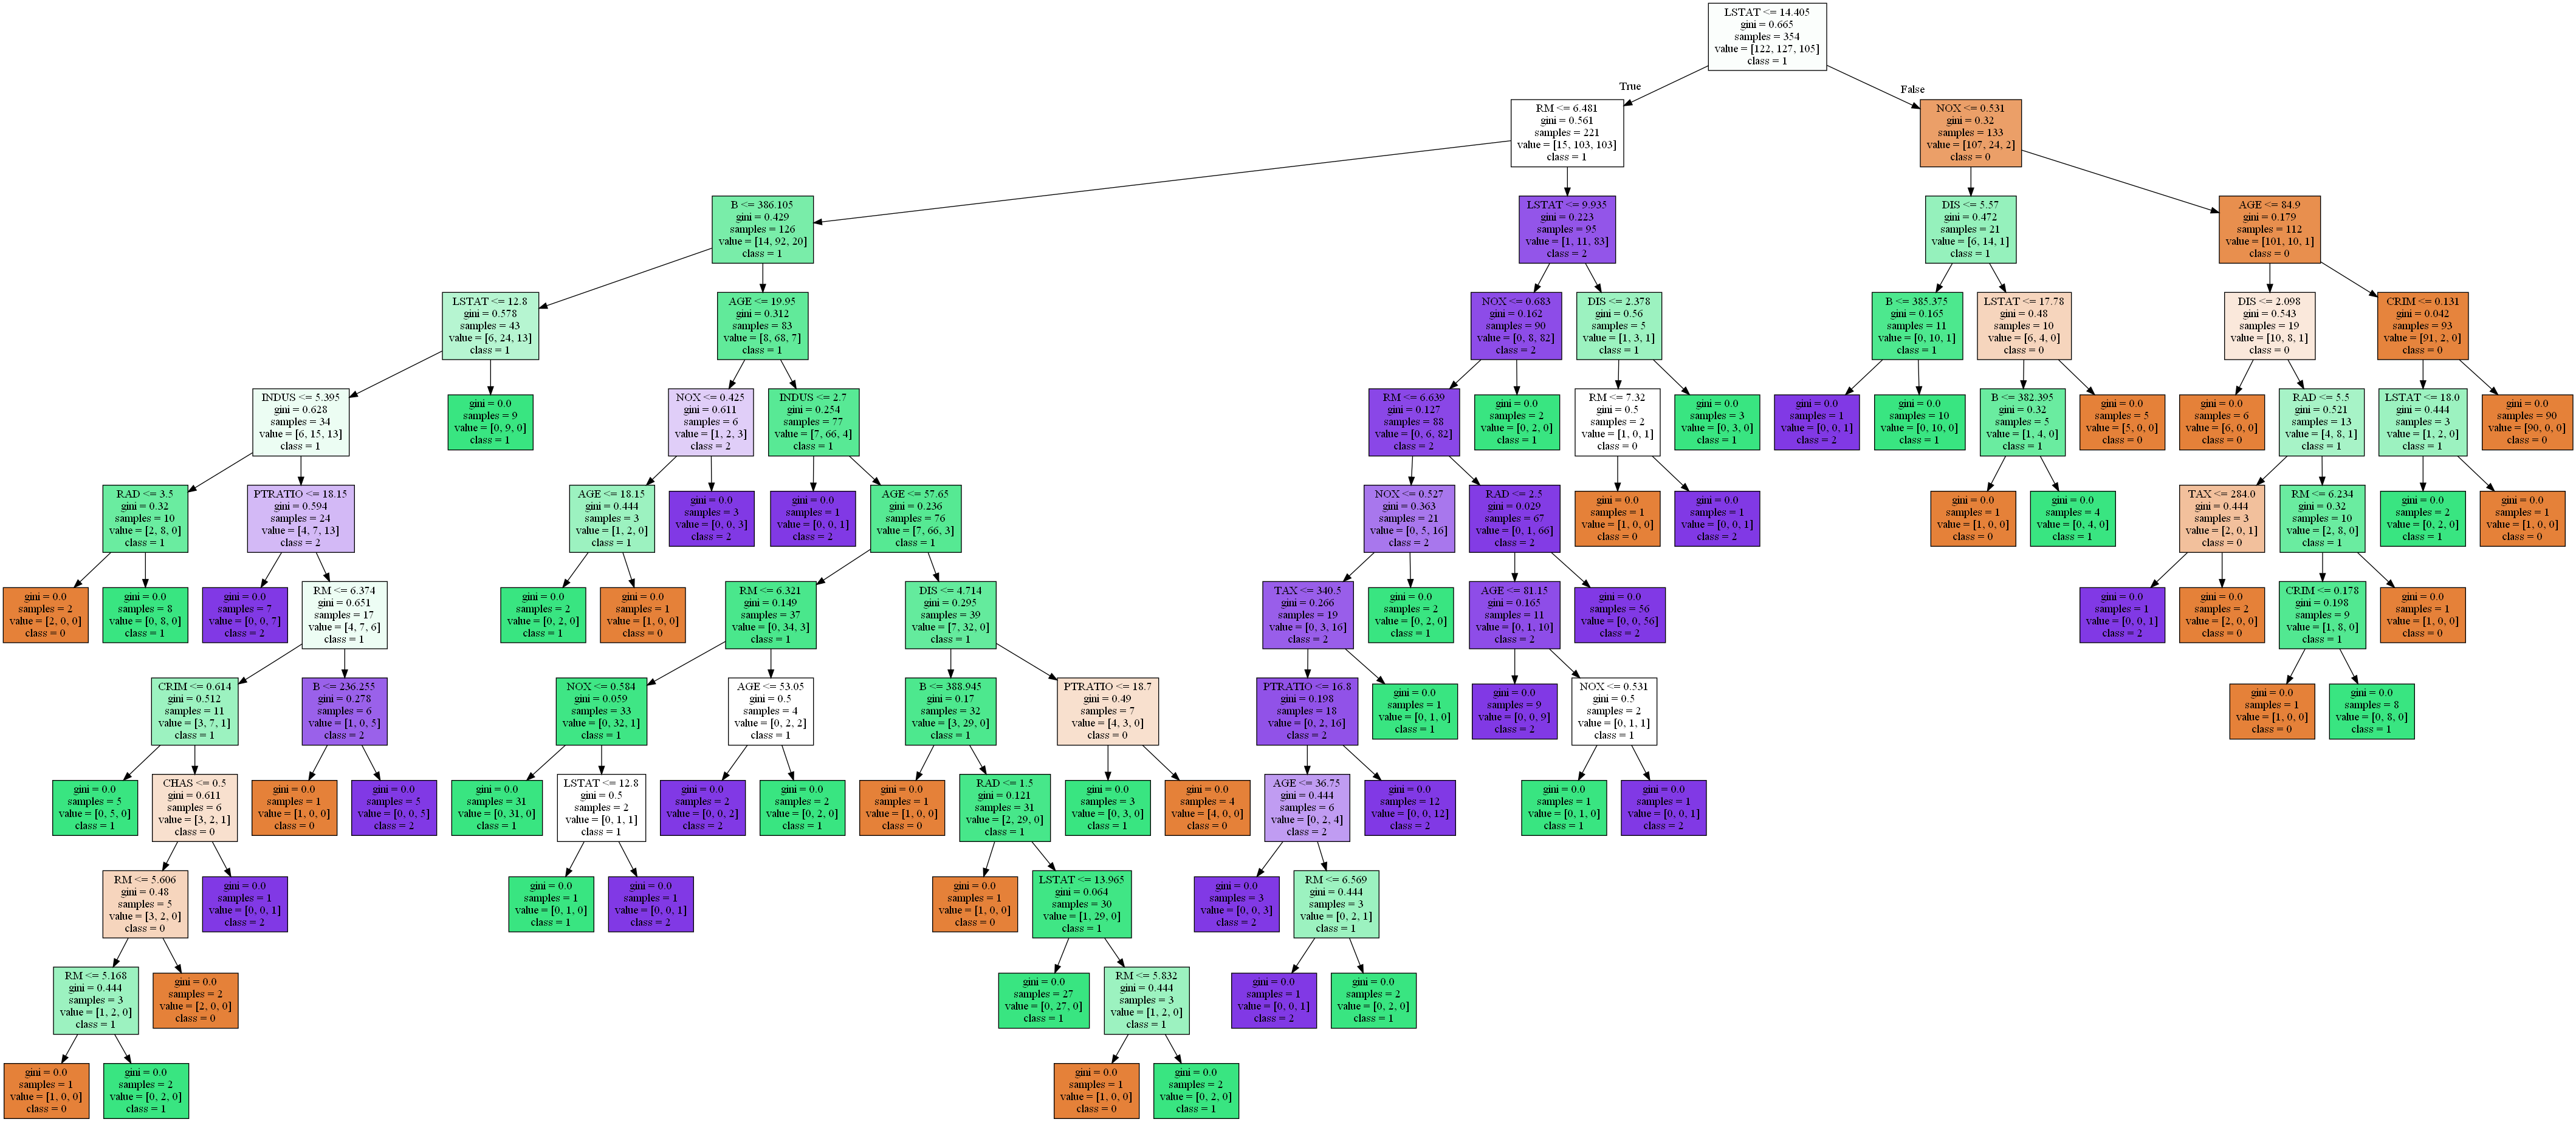 LSTAT <= 14.405
gini = 0.665
samples = 354
value = [122, 127, 105]
class = 1
True
False
RM <= 6.481
gini = 0.561
samples = 221
value = [15, 103, 103]
class = 1
NOX <= 0.531
gini = 0.32
samples = 133
value = [107, 24, 2]
class = 0
B <= 386.105
gini = 0.429
samples = 126
value = [14, 92, 20]
class = 1
LSTAT <= 9.935
gini = 0.223
samples = 95
value = [1, 11, 83]
class = 2
DIS <= 5.57
gini = 0.472
samples = 21
value = [6, 14, 1]
class = 1
AGE <= 84.9
gini = 0.179
samples = 112
value = [101, 10, 1]
class = 0
LSTAT <= 12.8
gini = 0.578
samples = 43
value = [6, 24, 13]
class = 1
AGE <= 19.95
gini = 0.312
samples = 83
value = [8, 68, 7]
class = 1
NOX <= 0.683
gini = 0.162
samples = 90
value = [0, 8, 82]
class = 2
DIS <= 2.378
gini = 0.56
samples = 5
value = [1, 3, 1]
class = 1
B <= 385.375
gini = 0.165
samples = 11
value = [0, 10, 1]
class = 1
LSTAT <= 17.78
gini = 0.48
samples = 10
value = [6, 4, 0]
class = 0
DIS <= 2.098
gini = 0.543
samples = 19
value = [10, 8, 1]
class = 0
CRIM <= 0.131
gini = 0.042
samples = 93
value = [91, 2, 0]
class = 0
INDUS <= 5.395
gini = 0.628
samples = 34
value = [6, 15, 13]
class = 1
gini = 0.0
samples = 9
value = [0, 9, 0]
class = 1
NOX <= 0.425
gini = 0.611
samples = 6
value = [1, 2, 3]
class = 2
INDUS <= 2.7
gini = 0.254
samples = 77
value = [7, 66, 4]
class = 1
RM <= 6.639
gini = 0.127
samples = 88
value = [0, 6, 82]
class = 2
gini = 0.0
samples = 2
value = [0, 2, 0]
class = 1
RM <= 7.32
gini = 0.5
samples = 2
value = [1, 0, 1]
class = 0
gini = 0.0
samples = 3
value = [0, 3, 0]
class = 1
gini = 0.0
samples = 1
value = [0, 0, 1]
class = 2
gini = 0.0
samples = 10
value = [0, 10, 0]
class = 1
B <= 382.395
gini = 0.32
samples = 5
value = [1, 4, 0]
class = 1
gini = 0.0
samples = 5
value = [5, 0, 0]
class = 0
gini = 0.0
samples = 6
value = [6, 0, 0]
class = 0
RAD <= 5.5
gini = 0.521
samples = 13
value = [4, 8, 1]
class = 1
LSTAT <= 18.0
gini = 0.444
samples = 3
value = [1, 2, 0]
class = 1
gini = 0.0
samples = 90
value = [90, 0, 0]
class = 0
RAD <= 3.5
gini = 0.32
samples = 10
value = [2, 8, 0]
class = 1
PTRATIO <= 18.15
gini = 0.594
samples = 24
value = [4, 7, 13]
class = 2
AGE <= 18.15
gini = 0.444
samples = 3
value = [1, 2, 0]
class = 1
gini = 0.0
samples = 3
value = [0, 0, 3]
class = 2
gini = 0.0
samples = 1
value = [0, 0, 1]
class = 2
AGE <= 57.65
gini = 0.236
samples = 76
value = [7, 66, 3]
class = 1
NOX <= 0.527
gini = 0.363
samples = 21
value = [0, 5, 16]
class = 2
RAD <= 2.5
gini = 0.029
samples = 67
value = [0, 1, 66]
class = 2
gini = 0.0
samples = 1
value = [1, 0, 0]
class = 0
gini = 0.0
samples = 1
value = [0, 0, 1]
class = 2
gini = 0.0
samples = 1
value = [1, 0, 0]
class = 0
gini = 0.0
samples = 4
value = [0, 4, 0]
class = 1
TAX <= 284.0
gini = 0.444
samples = 3
value = [2, 0, 1]
class = 0
RM <= 6.234
gini = 0.32
samples = 10
value = [2, 8, 0]
class = 1
gini = 0.0
samples = 2
value = [0, 2, 0]
class = 1
gini = 0.0
samples = 1
value = [1, 0, 0]
class = 0
gini = 0.0
samples = 2
value = [2, 0, 0]
class = 0
gini = 0.0
samples = 8
value = [0, 8, 0]
class = 1
gini = 0.0
samples = 7
value = [0, 0, 7]
class = 2
RM <= 6.374
gini = 0.651
samples = 17
value = [4, 7, 6]
class = 1
gini = 0.0
samples = 2
value = [0, 2, 0]
class = 1
gini = 0.0
samples = 1
value = [1, 0, 0]
class = 0
RM <= 6.321
gini = 0.149
samples = 37
value = [0, 34, 3]
class = 1
DIS <= 4.714
gini = 0.295
samples = 39
value = [7, 32, 0]
class = 1
TAX <= 340.5
gini = 0.266
samples = 19
value = [0, 3, 16]
class = 2
gini = 0.0
samples = 2
value = [0, 2, 0]
class = 1
AGE <= 81.15
gini = 0.165
samples = 11
value = [0, 1, 10]
class = 2
gini = 0.0
samples = 56
value = [0, 0, 56]
class = 2
gini = 0.0
samples = 1
value = [0, 0, 1]
class = 2
gini = 0.0
samples = 2
value = [2, 0, 0]
class = 0
CRIM <= 0.178
gini = 0.198
samples = 9
value = [1, 8, 0]
class = 1
gini = 0.0
samples = 1
value = [1, 0, 0]
class = 0
CRIM <= 0.614
gini = 0.512
samples = 11
value = [3, 7, 1]
class = 1
B <= 236.255
gini = 0.278
samples = 6
value = [1, 0, 5]
class = 2
NOX <= 0.584
gini = 0.059
samples = 33
value = [0, 32, 1]
class = 1
AGE <= 53.05
gini = 0.5
samples = 4
value = [0, 2, 2]
class = 1
B <= 388.945
gini = 0.17
samples = 32
value = [3, 29, 0]
class = 1
PTRATIO <= 18.7
gini = 0.49
samples = 7
value = [4, 3, 0]
class = 0
PTRATIO <= 16.8
gini = 0.198
samples = 18
value = [0, 2, 16]
class = 2
gini = 0.0
samples = 1
value = [0, 1, 0]
class = 1
gini = 0.0
samples = 9
value = [0, 0, 9]
class = 2
NOX <= 0.531
gini = 0.5
samples = 2
value = [0, 1, 1]
class = 1
gini = 0.0
samples = 1
value = [1, 0, 0]
class = 0
gini = 0.0
samples = 8
value = [0, 8, 0]
class = 1
gini = 0.0
samples = 5
value = [0, 5, 0]
class = 1
CHAS <= 0.5
gini = 0.611
samples = 6
value = [3, 2, 1]
class = 0
gini = 0.0
samples = 1
value = [1, 0, 0]
class = 0
gini = 0.0
samples = 5
value = [0, 0, 5]
class = 2
gini = 0.0
samples = 31
value = [0, 31, 0]
class = 1
LSTAT <= 12.8
gini = 0.5
samples = 2
value = [0, 1, 1]
class = 1
gini = 0.0
samples = 2
value = [0, 0, 2]
class = 2
gini = 0.0
samples = 2
value = [0, 2, 0]
class = 1
gini = 0.0
samples = 1
value = [1, 0, 0]
class = 0
RAD <= 1.5
gini = 0.121
samples = 31
value = [2, 29, 0]
class = 1
gini = 0.0
samples = 3
value = [0, 3, 0]
class = 1
gini = 0.0
samples = 4
value = [4, 0, 0]
class = 0
AGE <= 36.75
gini = 0.444
samples = 6
value = [0, 2, 4]
class = 2
gini = 0.0
samples = 12
value = [0, 0, 12]
class = 2
gini = 0.0
samples = 1
value = [0, 1, 0]
class = 1
gini = 0.0
samples = 1
value = [0, 0, 1]
class = 2
RM <= 5.606
gini = 0.48
samples = 5
value = [3, 2, 0]
class = 0
gini = 0.0
samples = 1
value = [0, 0, 1]
class = 2
gini = 0.0
samples = 1
value = [0, 1, 0]
class = 1
gini = 0.0
samples = 1
value = [0, 0, 1]
class = 2
gini = 0.0
samples = 1
value = [1, 0, 0]
class = 0
LSTAT <= 13.965
gini = 0.064
samples = 30
value = [1, 29, 0]
class = 1
gini = 0.0
samples = 3
value = [0, 0, 3]
class = 2
RM <= 6.569
gini = 0.444
samples = 3
value = [0, 2, 1]
class = 1
RM <= 5.168
gini = 0.444
samples = 3
value = [1, 2, 0]
class = 1
gini = 0.0
samples = 2
value = [2, 0, 0]
class = 0
gini = 0.0
samples = 27
value = [0, 27, 0]
class = 1
RM <= 5.832
gini = 0.444
samples = 3
value = [1, 2, 0]
class = 1
gini = 0.0
samples = 1
value = [0, 0, 1]
class = 2
gini = 0.0
samples = 2
value = [0, 2, 0]
class = 1
gini = 0.0
samples = 1
value = [1, 0, 0]
class = 0
gini = 0.0
samples = 2
value = [0, 2, 0]
class = 1
gini = 0.0
samples = 1
value = [1, 0, 0]
class = 0
gini = 0.0
samples = 2
value = [0, 2, 0]
class = 1